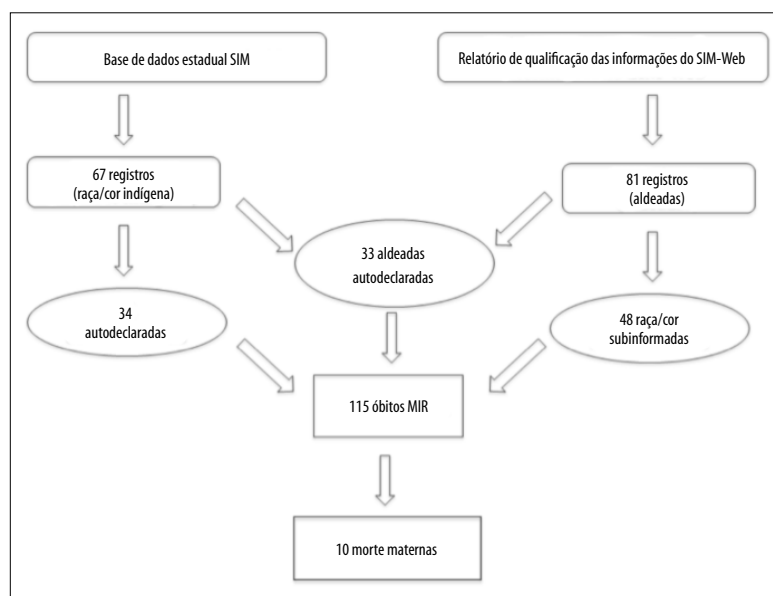 Base de dados estadual SIM
Relatório de qualificação das informações do SIM-Web
67 registros
(raça/cor indígena)
81 registros
(aldeadas)
33 aldeadas
autodeclaradas
34
autodeclaradas
48 raça/cor
subinformadas
115 óbitos MIR
10 morte maternas